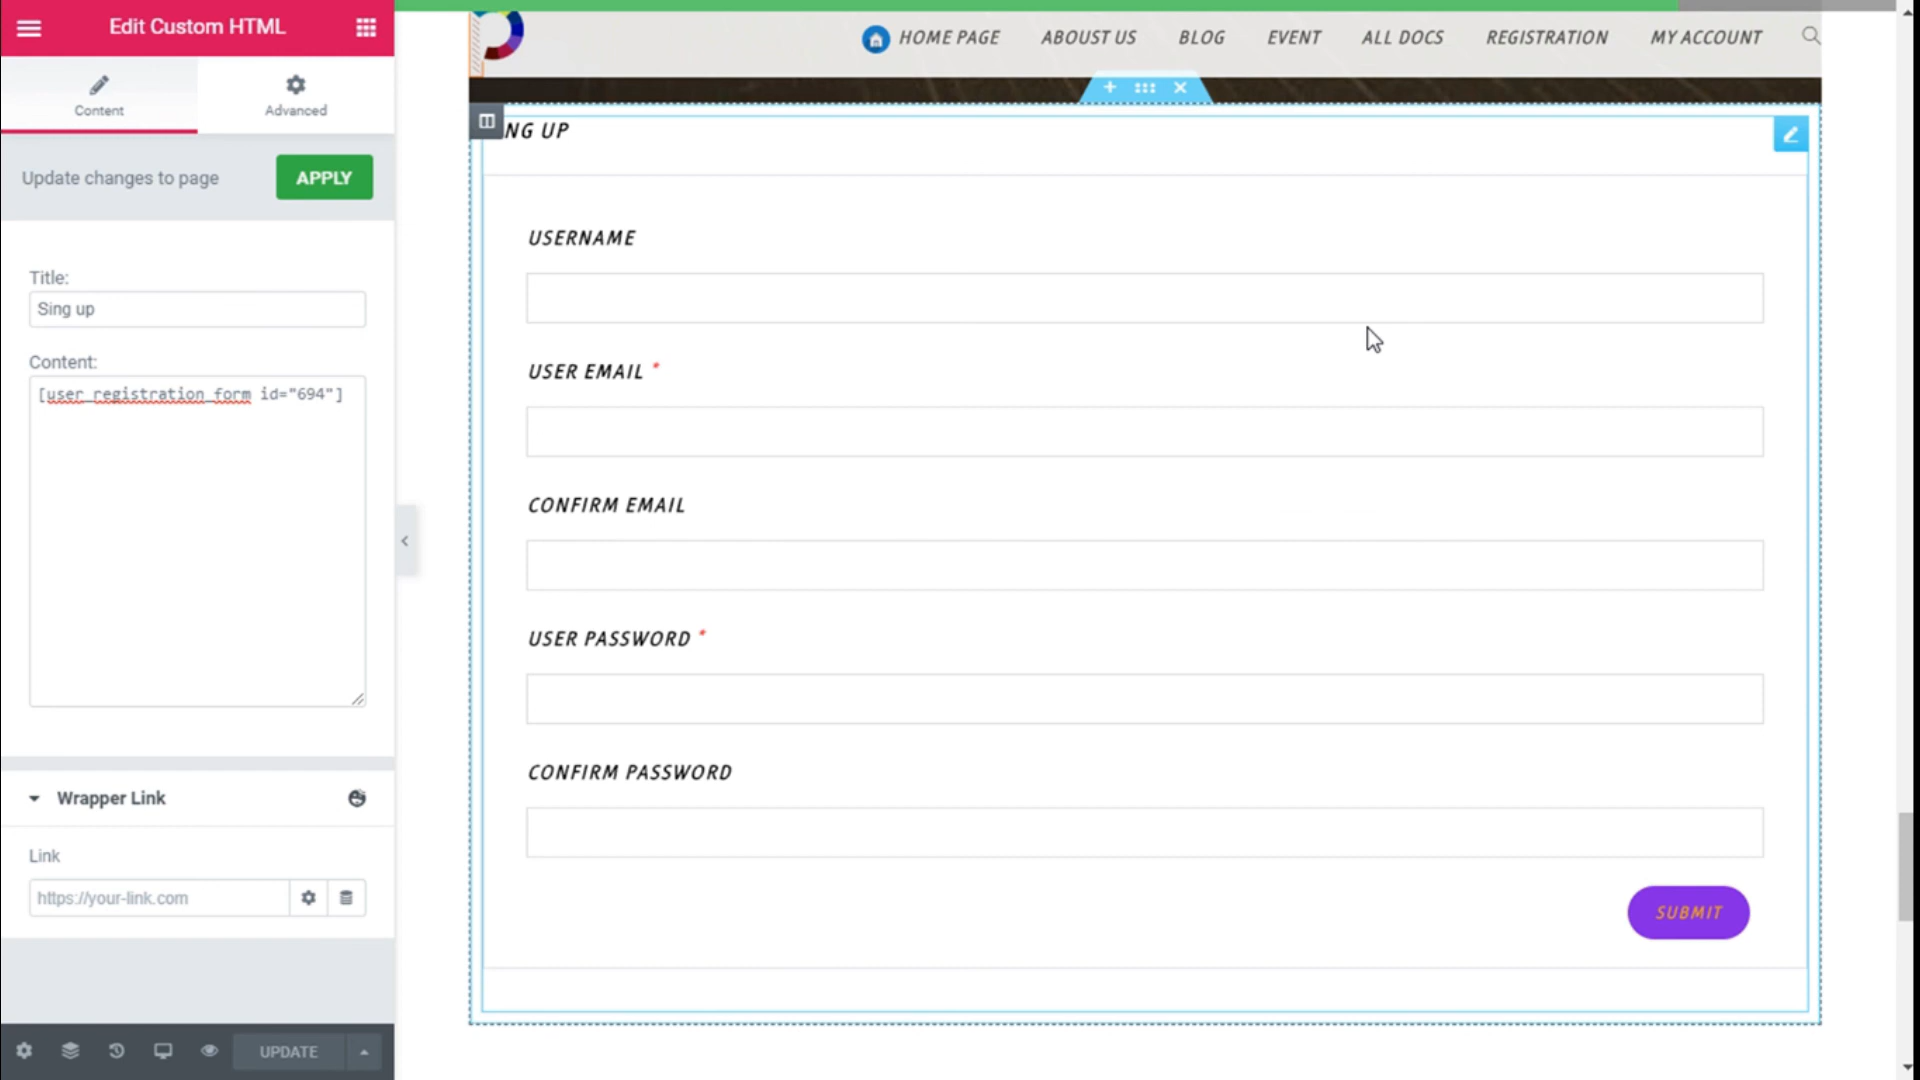 Edit Custom HTML
Content
Advanced
Update changes to page
APPLY
Title:
Sing up
Content:
[user_registration_form id="694"]
Wrapper Link
Link
https://your-link.com
UPDATE
HOME PAGE
ABOUST US
BLOG
EVENT
ALL DOCS
REGISTRATION
MY ACCOUNT
NG UP
USERNAME
USER EMAIL *
CONFIRM EMAIL
USER PASSWORD *
CONFIRM PASSWORD
SUBMIT